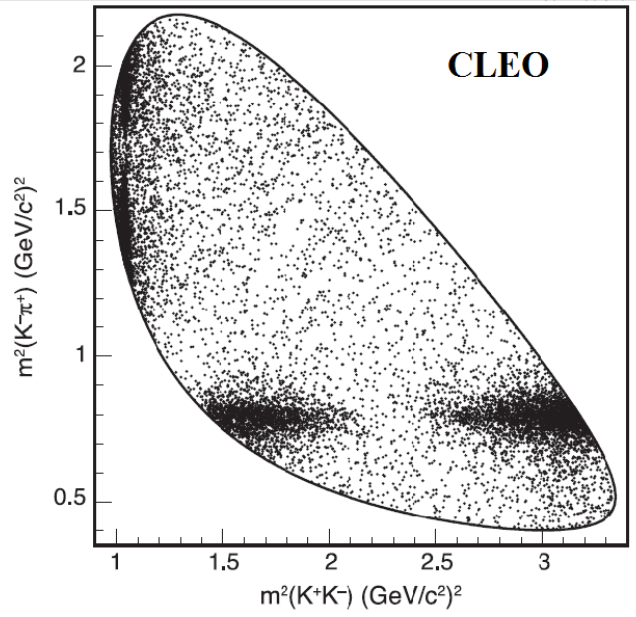 CLEO
2
1.5
1
0.5
m²(K⁻π⁺) (GeV/c²)²
1 1.5 2 2.5 3
m²(K⁺K⁻) (GeV/c²)²